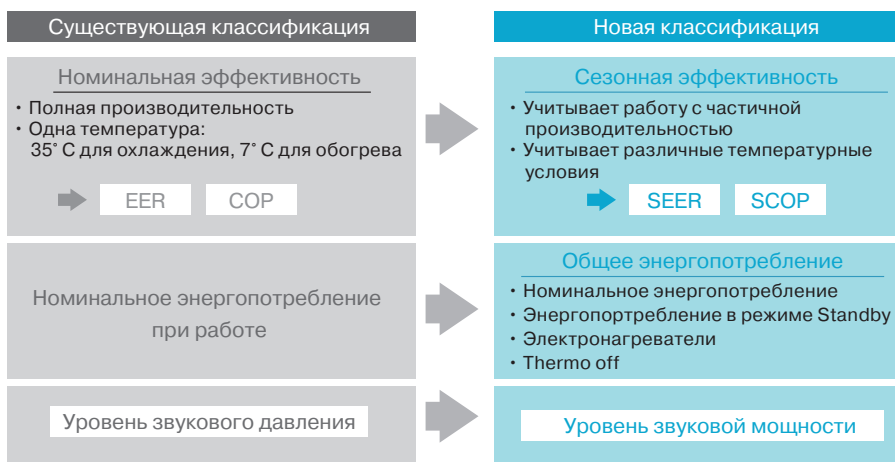 Существующая классификация
Новая классификация
Номинальная эффективность
• Полная производительность
• Одна температура:
35° С для охлаждения, 7° С для обогрева
EER
COP
Сезонная эффективность
• Учитывает работу с частичной
производительностью
• Учитывает различные температурные
условия
SEER
SCOP
Номинальное энергопотребление
при работе
Общее энергопотребление
• Номинальное энергопотребление
• Энергопортребление в режиме Standby
• Электронагреватели
• Thermo off
Уровень звукового давления
Уровень звуковой мощности